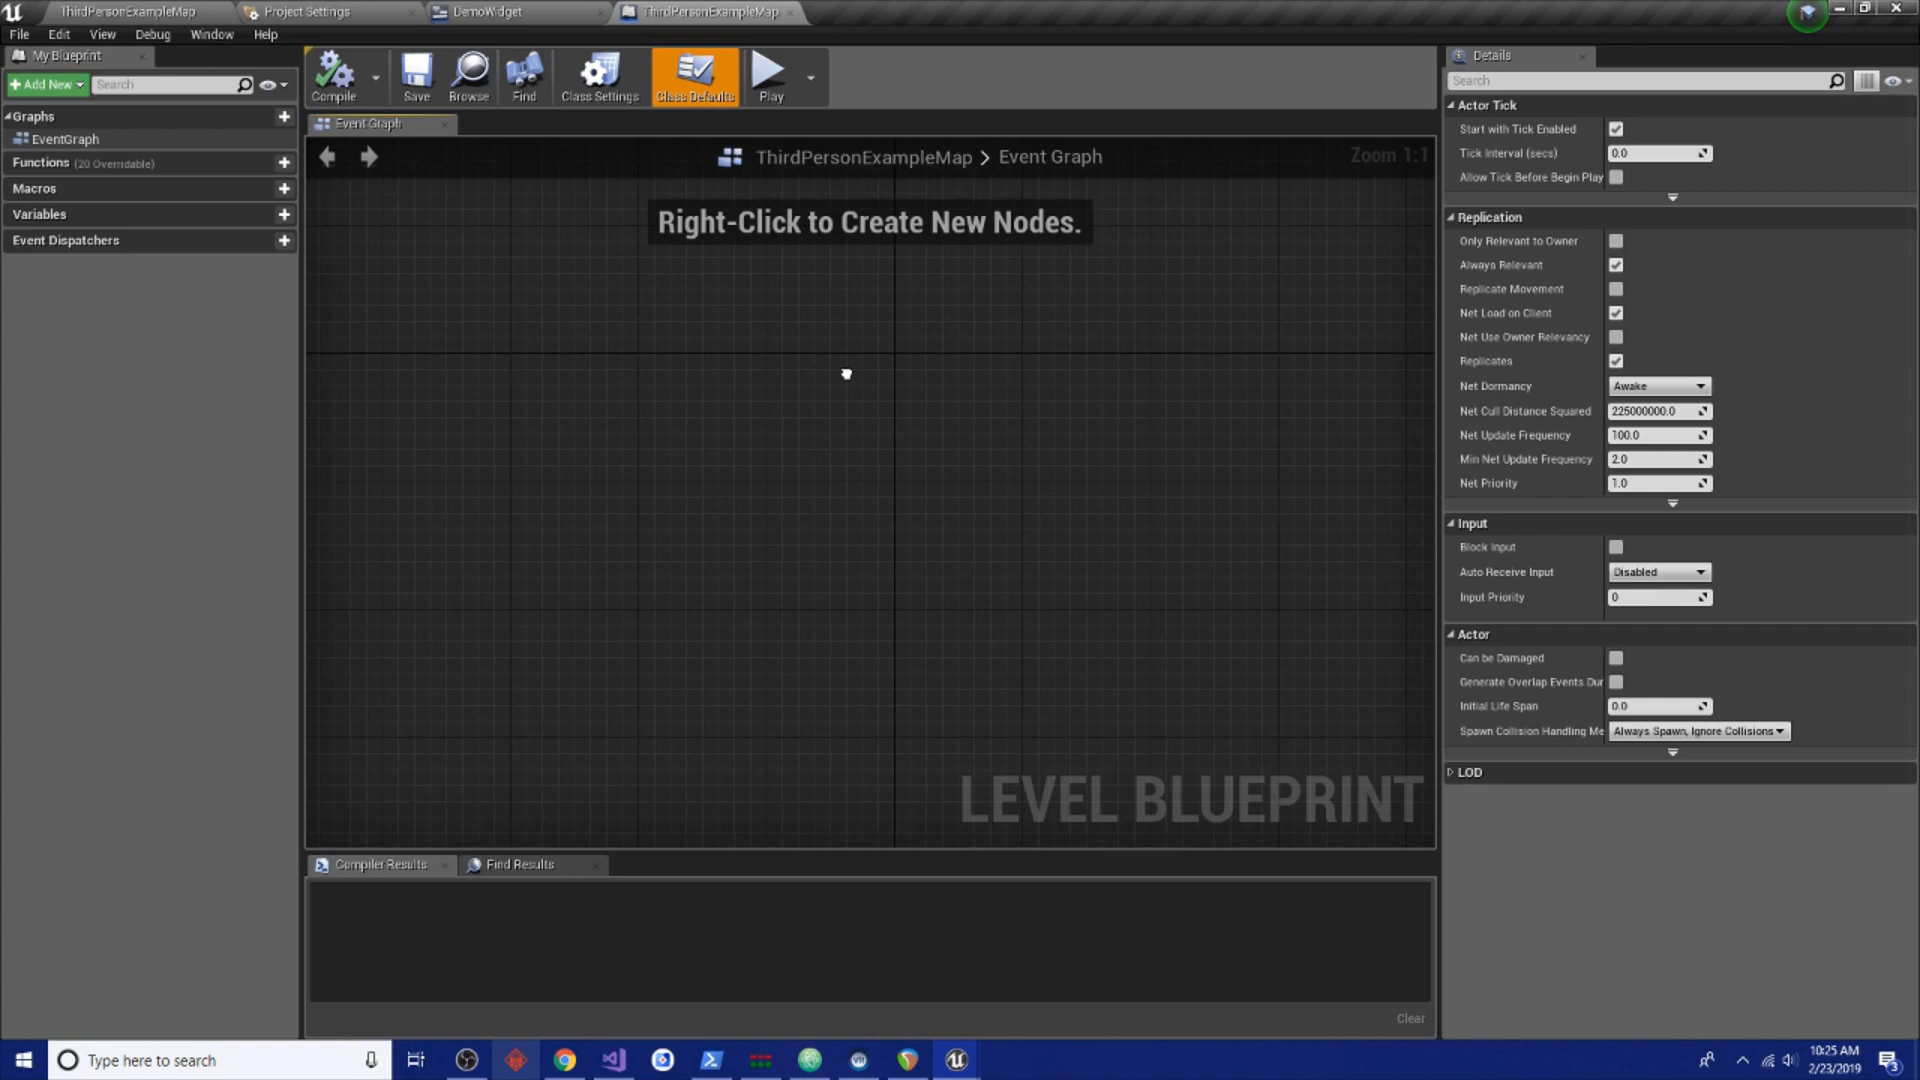 ThirdPersonExampleMap
Project Settings
DemoWidget
ThirdPersonExampleMap
File Edit View Debug Window Help
My Blueprint
Add New
Search
Graphs
EventGraph
Functions (20 Overridable)
Macros
Variables
Event Dispatchers
Compile
Save
Browse
Find
Class Settings
Class Defaults
Play
Event Graph
ThirdPersonExampleMap > Event Graph
Zoom 1:1
Right-Click to Create New Nodes.
LEVEL BLUEPRINT
Compiler Results
Find Results
Clear
Details
Search
Actor Tick
Start with Tick Enabled
Tick Interval (secs) 0.0
Allow Tick Before Begin Play
Replication
Only Relevant to Owner
Always Relevant
Replicate Movement
Net Load on Client
Net Use Owner Relevancy
Replicates
Net Dormancy Awake
Net Cull Distance Squared 225000000.0
Net Update Frequency 100.0
Min Net Update Frequency 2.0
Net Priority 1.0
Input
Block Input
Auto Receive Input Disabled
Input Priority 0
Actor
Can be Damaged
Generate Overlap Events Dur
Initial Life Span 0.0
Spawn Collision Handling Me Always Spawn, Ignore Collisions
LOD
Type here to search
10:25 AM
2/23/2019
3